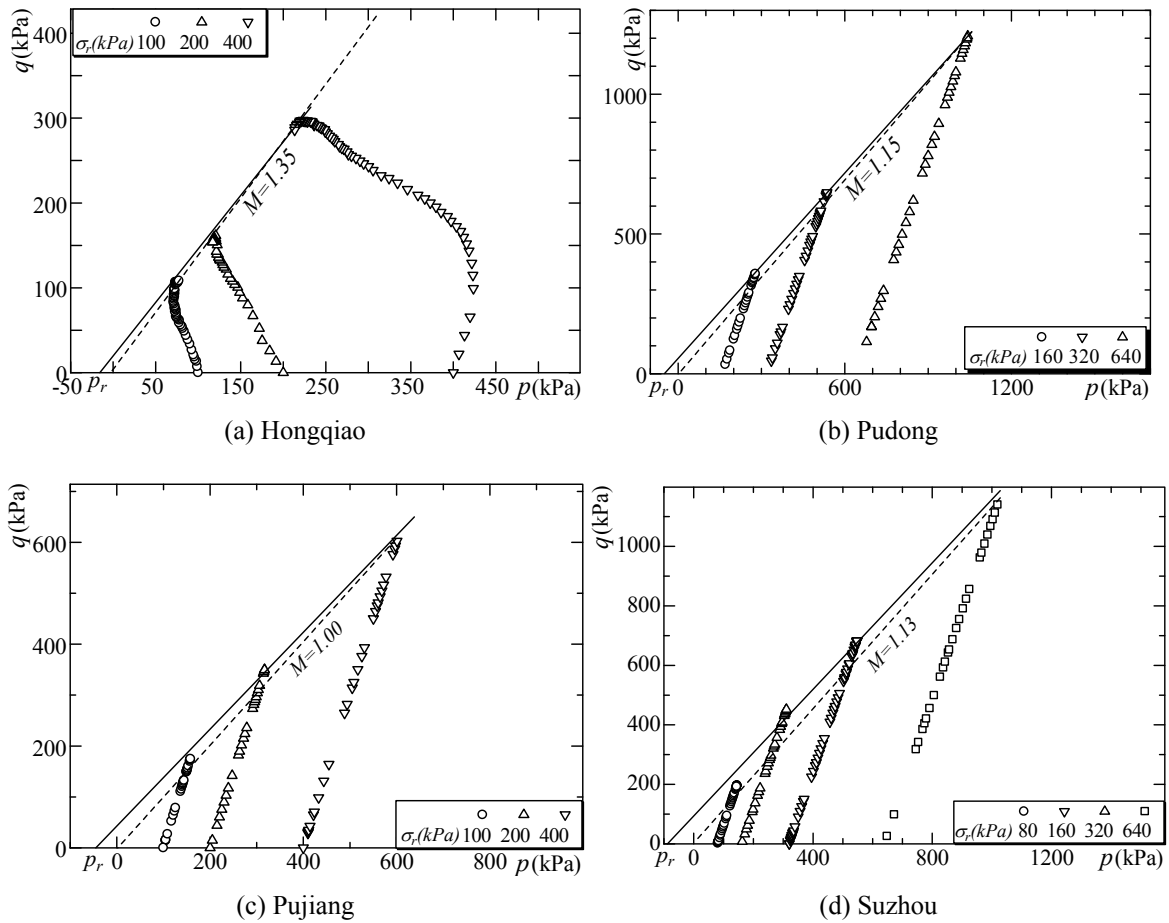 q(kPa)
400
300
200
100
0
σr(kPa) 100 200 400
M=1.35
-50 pr 0 50 150 250 350 450 p(kPa)
(a) Hongqiao
q(kPa)
1000
500
0
M=1.15
σr(kPa) 160 320 640
pr 0 600 1200 p(kPa)
(b) Pudong
q(kPa)
600
400
200
0
M=1.00
σr(kPa) 100 200 400
pr 0 200 400 600 800 p(kPa)
(c) Pujiang
q(kPa)
1000
800
600
400
200
0
M=1.13
σr(kPa) 80 160 320 640
pr 0 400 800 1200 p(kPa)
(d) Suzhou